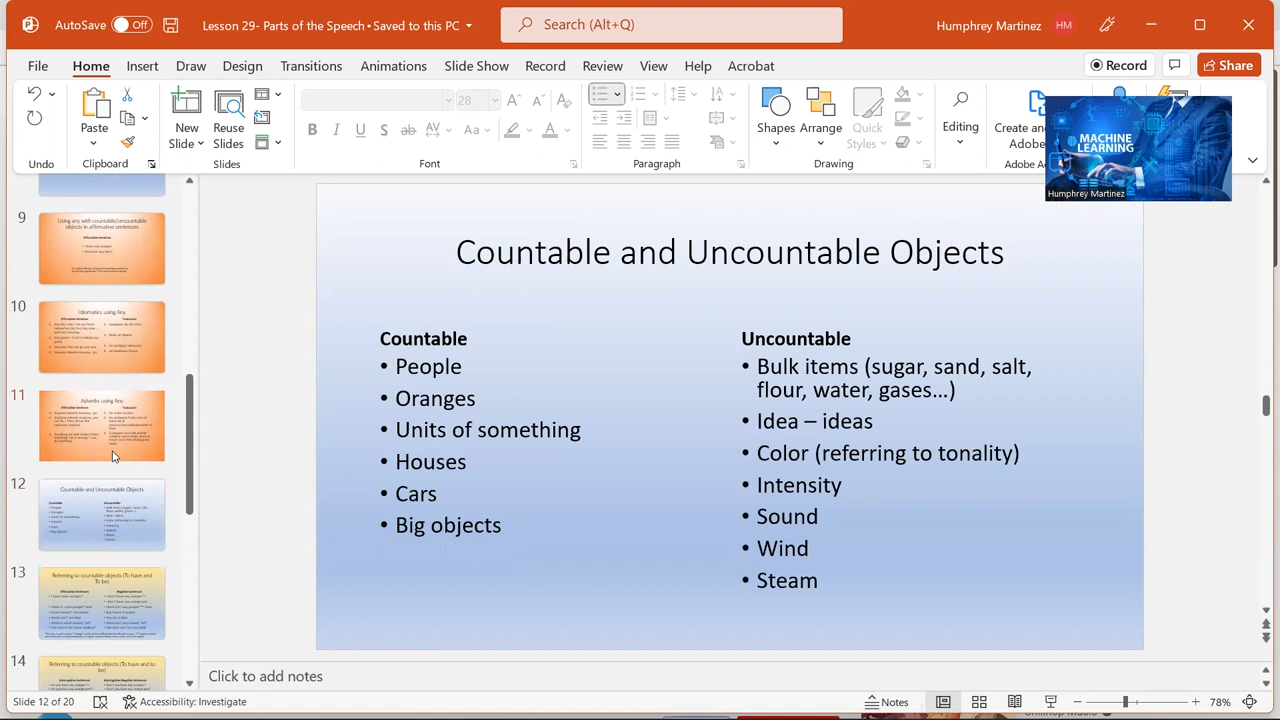 AutoSave Off Lesson 29- Parts of the Speech • Saved to this PC Search (Alt+Q) Humphrey Martinez HM
File Home Insert Draw Design Transitions Animations Slide Show Record Review View Help Acrobat Record Share
28
Paste New Slide Reuse Slides Shapes Arrange Quick Styles Editing Create and
Adobe
Undo Clipboard Slides Font Paragraph Drawing Adobe
MACHINE
LEARNING
Humphrey Martinez
9
Using any with countable/uncountable
objects in affirmative sentences
10
Idiomatics using Any
11
Adverbs using Any
12
Countable and Uncountable Objects
13
Referring to countable objects (To have and
To be)
14
Referring to countable objects (To have and to
be)
Countable and Uncountable Objects
Countable
• People
• Oranges
• Units of something
• Houses
• Cars
• Big objects
Uncountable
• Bulk items (sugar, sand, salt,
flour, water, gases…)
• Idea – ideas
• Color (referring to tonality)
• Intensity
• Sound
• Wind
• Steam
Click to add notes
Slide 12 of 20 Accessibility: Investigate Notes 78%